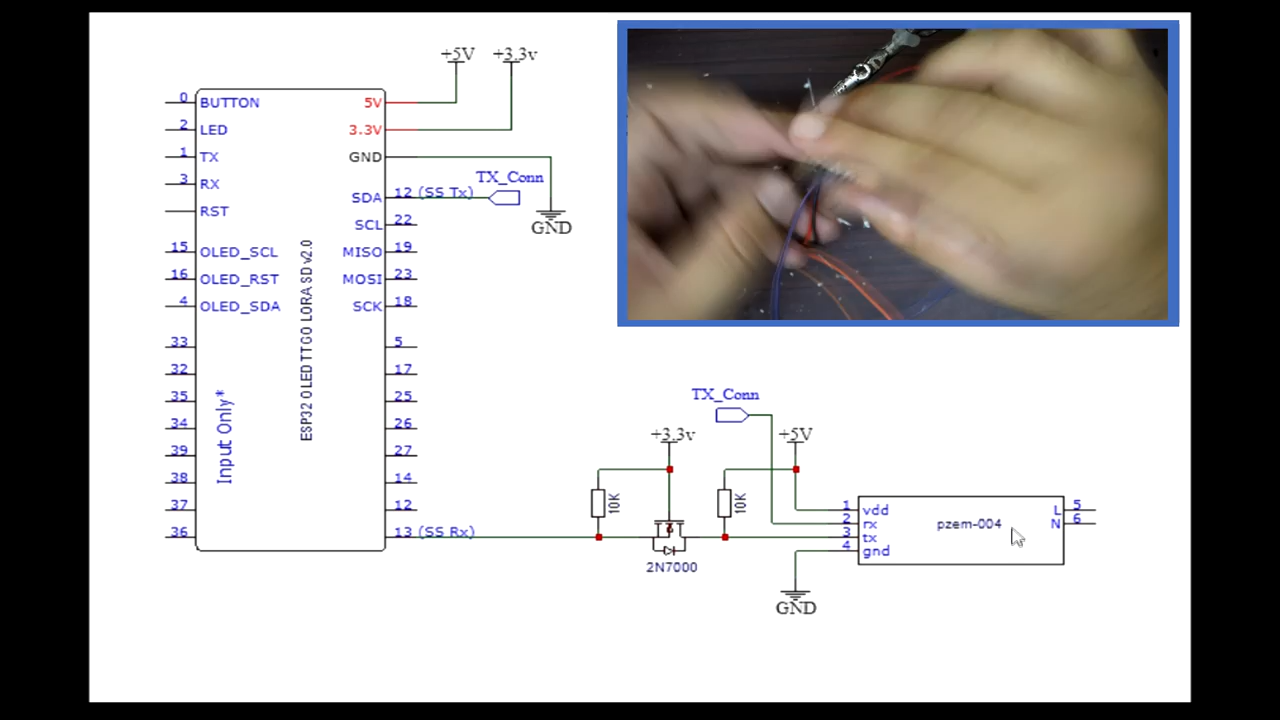 +5V
+3.3v
0
BUTTON
5V
2
LED
3.3V
1
TX
GND
3
RX
TX_Conn
SDA
12 (SS Tx)
RST
SCL
22
GND
15
OLED_SCL
MISO
19
16
OLED_RST
MOSI
23
4
OLED_SDA
SCK
18
ESP32 OLED TTGO LORA SD v2.0
33
5
32
17
35
25
Input Only*
34
26
39
27
38
14
37
12
36
13 (SS Rx)
TX_Conn
+3.3v
+5V
10K
10K
2N7000
1
vdd
2
rx
3
tx
4
gnd
pzem-004
L
5
N
6
GND